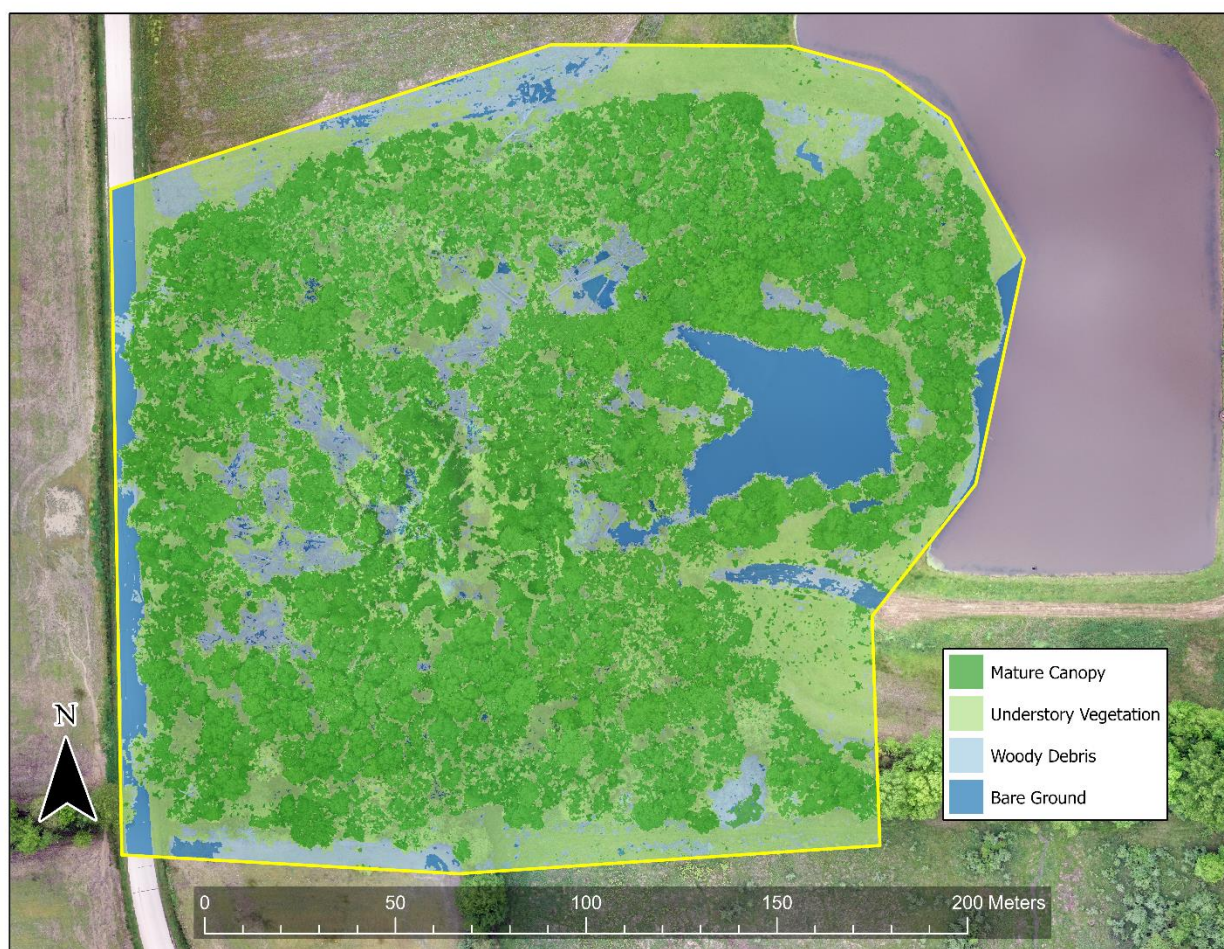 Mature Canopy
Understory Vegetation
Woody Debris
Bare Ground
N
0 50 100 150 200 Meters